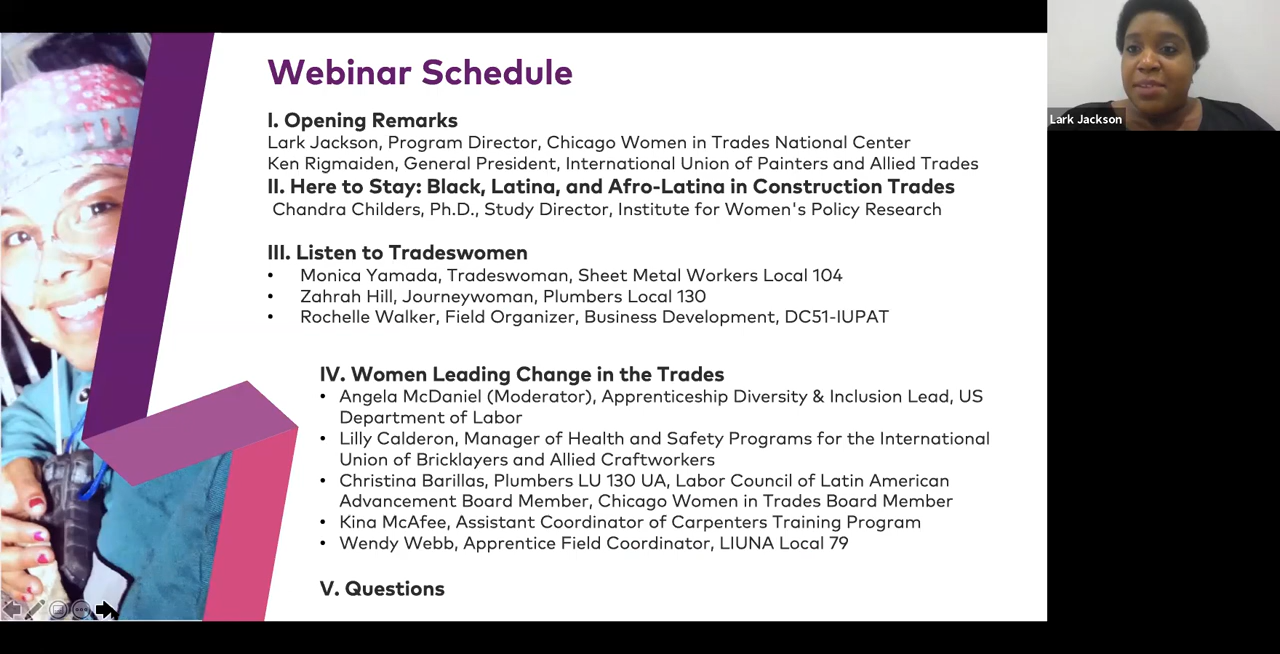 Webinar Schedule
I. Opening Remarks
Lark Jackson, Program Director, Chicago Women in Trades National Center
Ken Rigmaiden, General President, International Union of Painters and Allied Trades
II. Here to Stay: Black, Latina, and Afro-Latina in Construction Trades
Chandra Childers, Ph.D., Study Director, Institute for Women's Policy Research
III. Listen to Tradeswomen
• Monica Yamada, Tradeswoman, Sheet Metal Workers Local 104
• Zahrah Hill, Journeywoman, Plumbers Local 130
• Rochelle Walker, Field Organizer, Business Development, DC51-IUPAT
IV. Women Leading Change in the Trades
• Angela McDaniel (Moderator), Apprenticeship Diversity & Inclusion Lead, US
Department of Labor
• Lilly Calderon, Manager of Health and Safety Programs for the International
Union of Bricklayers and Allied Craftworkers
• Christina Barillas, Plumbers LU 130 UA, Labor Council of Latin American
Advancement Board Member, Chicago Women in Trades Board Member
• Kina McAfee, Assistant Coordinator of Carpenters Training Program
• Wendy Webb, Apprentice Field Coordinator, LIUNA Local 79
V. Questions
Lark Jackson